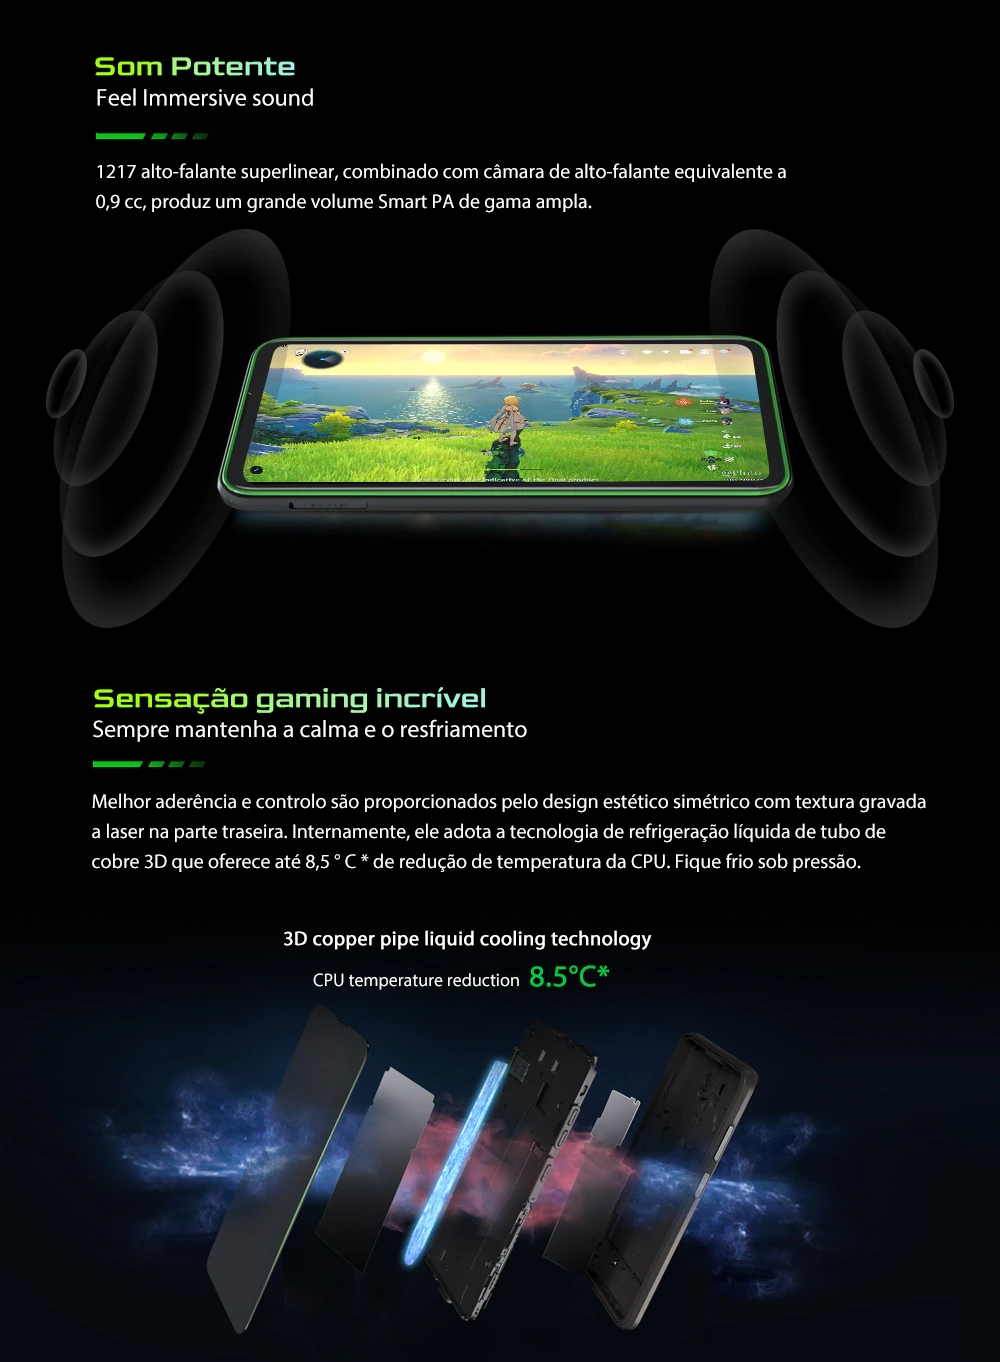 Som Potente
Feel Immersive sound
1217 alto-falante superlinear, combinado com câmara de alto-falante equivalente a
0,9 cc, produz um grande volume Smart PA de gama ampla.
Sensação gaming incrível
Sempre mantenha a calma e o resfriamento
Melhor aderência e controlo são proporcionados pelo design estético simétrico com textura gravada
a laser na parte traseira. Internamente, ele adota a tecnologia de refrigeração líquida de tubo de
cobre 3D que oferece até 8,5 ° C * de redução de temperatura da CPU. Fique frio sob pressão.
3D copper pipe liquid cooling technology
CPU temperature reduction 8.5°C*